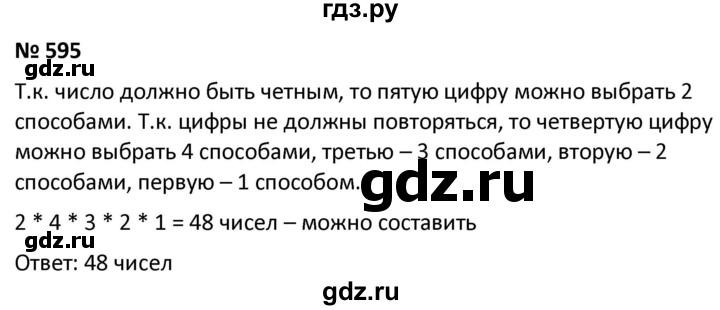 гдз.ру
№ 595
gdz.ru
Т.к. число должно быть четным, то пятую цифру можно выбрать 2
способами. Т.к. цифры не должны повторяться, то четвертую цифру
можно выбрать 4 способами, третью – 3 способами, вторую – 2
способами, первую – 1 способом.
gdz.ru
2 * 4 * 3 * 2 * 1 = 48 чисел – можно составить
Ответ: 48 чисел
gdz.ru